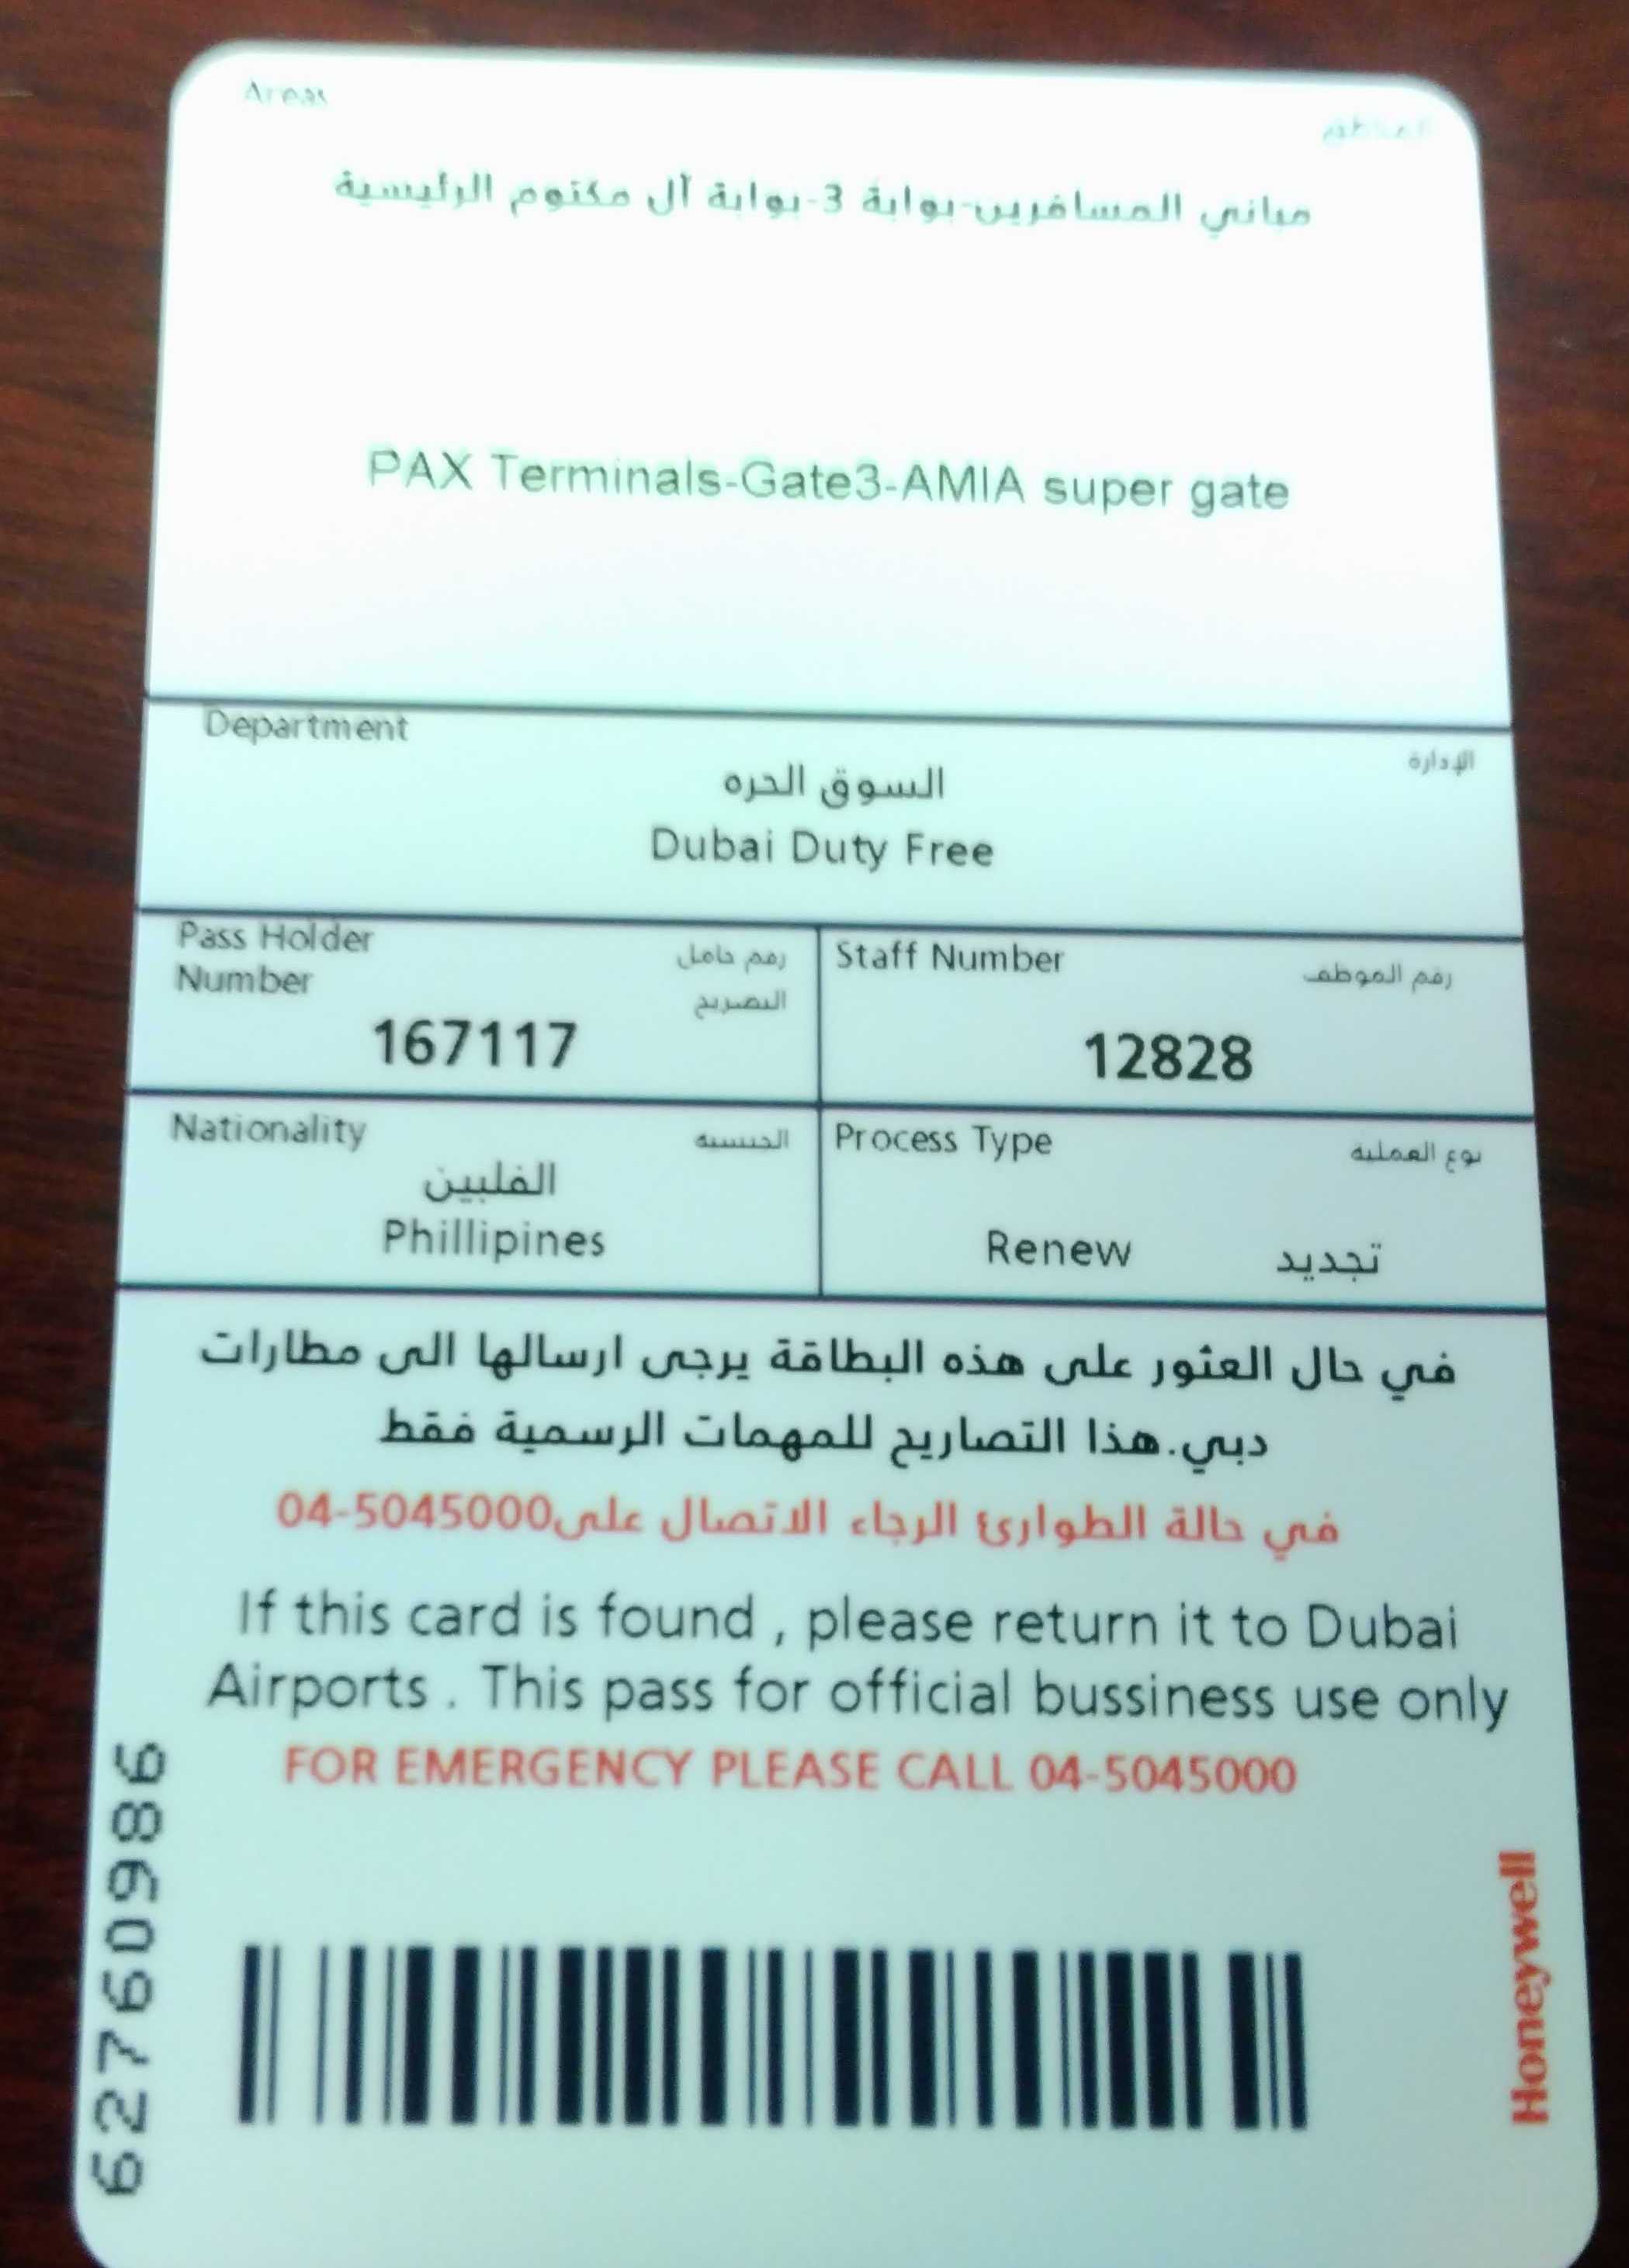 Areas
المناطق
مباني المسافرين-بوابة 3-بوابة آل مكتوم الرئيسية
PAX Terminals-Gate3-AMIA super gate
Department
الإدارة
السوق الحره
Dubai Duty Free
Pass Holder
Number
رقم حامل
التصريح
167117
Staff Number
رقم الموظف
12828
Nationality
الجنسية
الفلبين
Phillipines
Process Type
نوع العملية
Renew تجديد
في حال العثور على هذه البطاقة يرجى ارسالها الى مطارات
دبي.هذا التصاريح للمهمات الرسمية فقط
في حالة الطوارئ الرجاء الاتصال على04-5045000
If this card is found , please return it to Dubai
Airports . This pass for official bussiness use only
FOR EMERGENCY PLEASE CALL 04-5045000
62760986
Honeywell